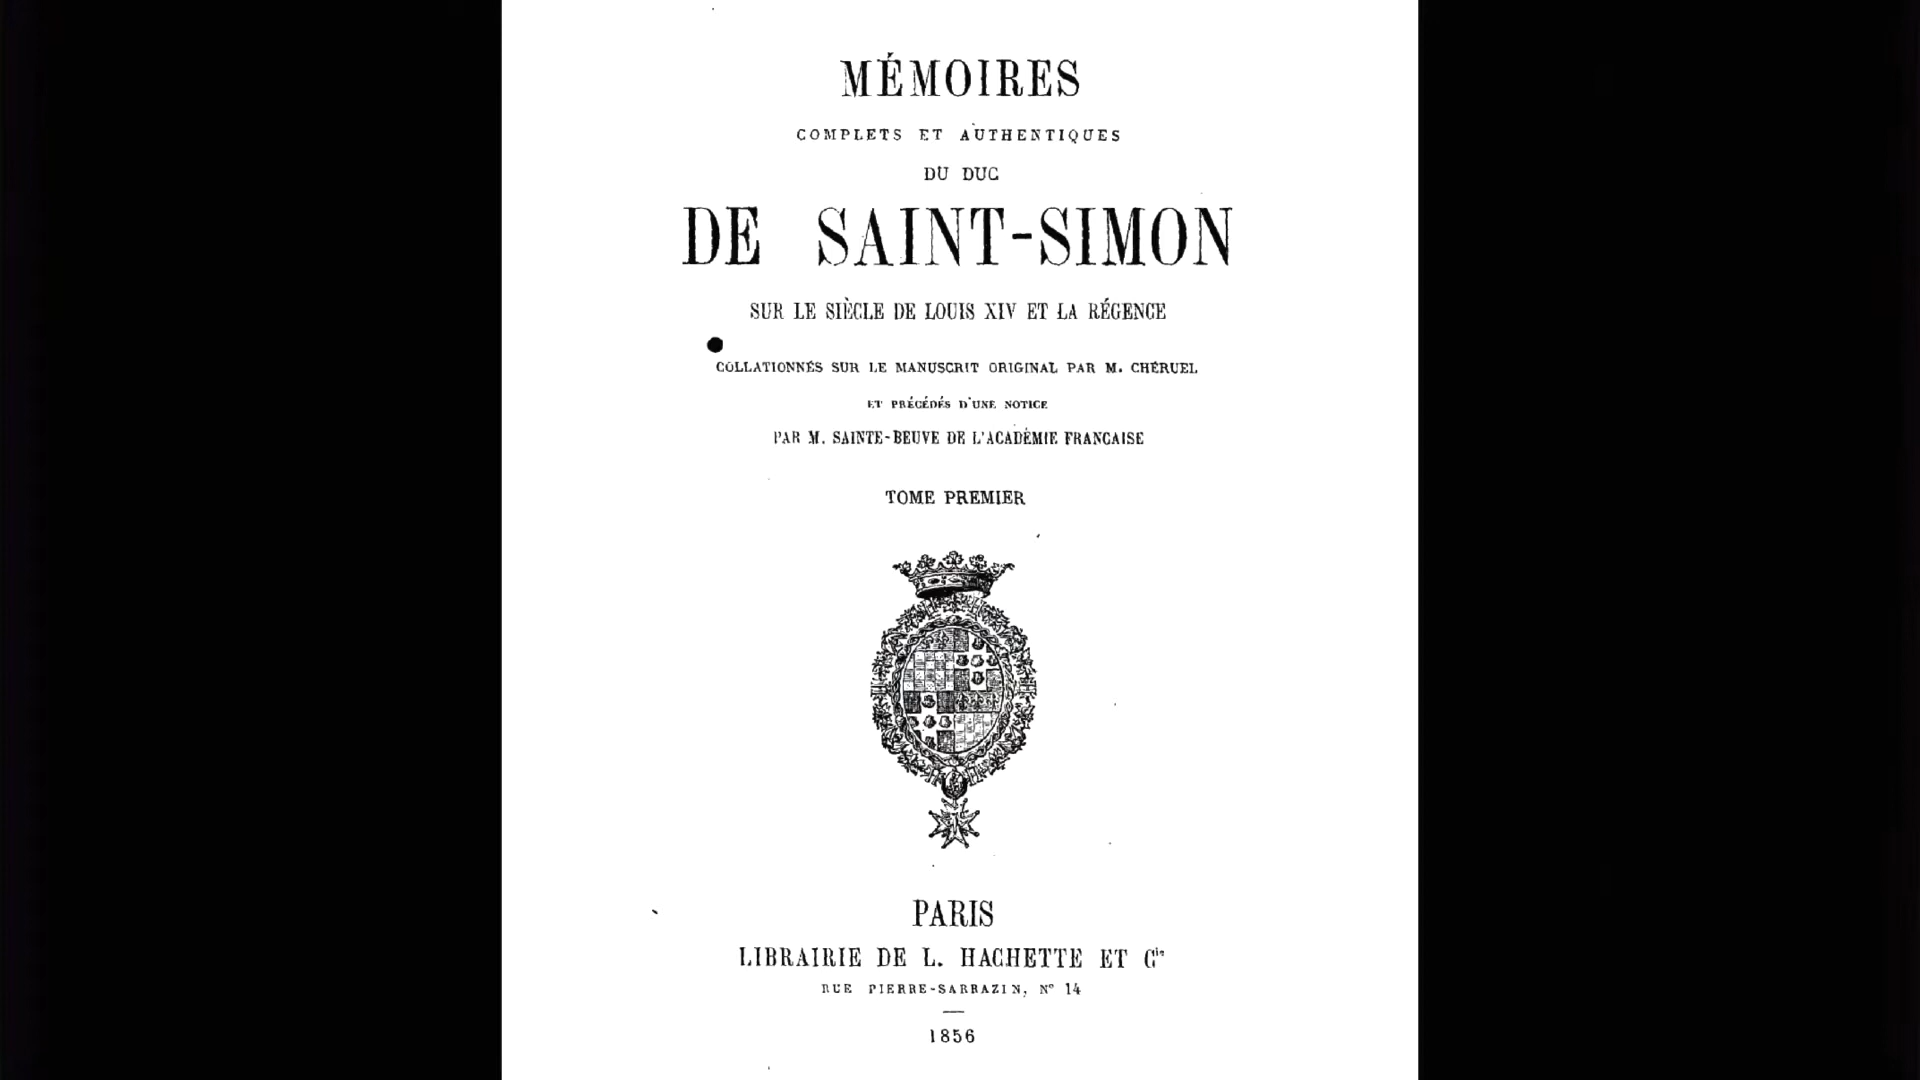 MÉMOIRES
COMPLETS ET AUTHENTIQUES
DU DUC
DE SAINT-SIMON
SUR LE SIÈCLE DE LOUIS XIV ET LA RÉGENCE
COLLATIONNÉS SUR LE MANUSCRIT ORIGINAL PAR M. CHÉRUEL
ET PRÉCÉDÉS D'UNE NOTICE
PAR M. SAINTE-BEUVE DE L'ACADÉMIE FRANCAISE
TOME PREMIER
PARIS
LIBRAIRIE DE L. HACHETTE ET Cie
RUE PIERRE-SARRAZIN, N° 14
1856